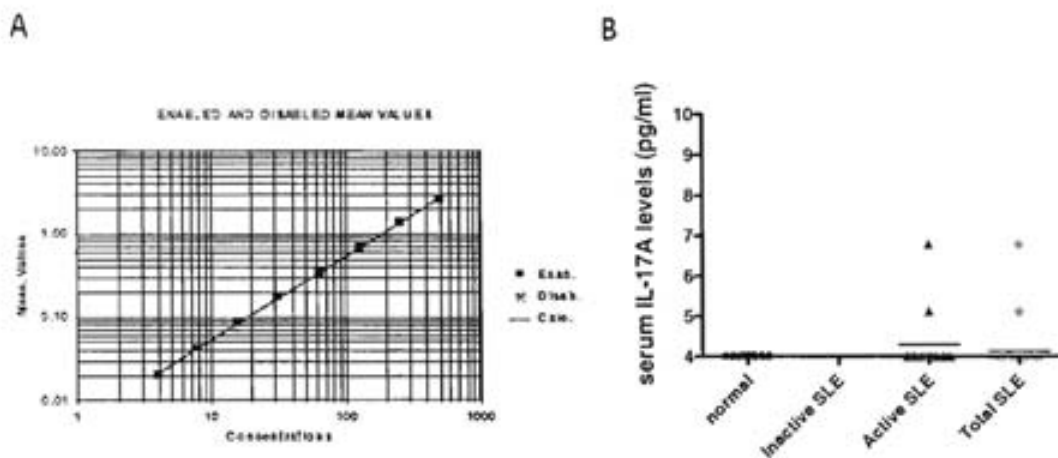 A
ENABLED AND DISABLED MEAN VALUES
10.00
1.00
0.10
0.01
Mean Values
1
10
100
1000
Concentrations
Enab.
Disab.
Calc.
B
serum IL-17A levels (pg/ml)
10
9
8
7
6
5
4
normal
Inactive SLE
Active SLE
Total SLE